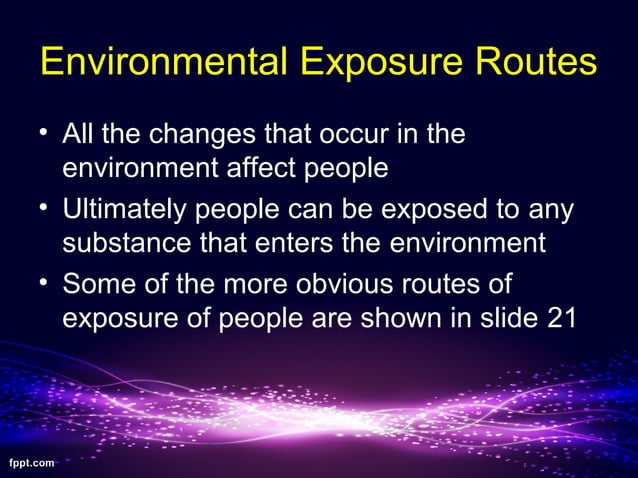 Environmental Exposure Routes
• All the changes that occur in the
environment affect people
• Ultimately people can be exposed to any
substance that enters the environment
• Some of the more obvious routes of
exposure of people are shown in slide 21
fppt.com